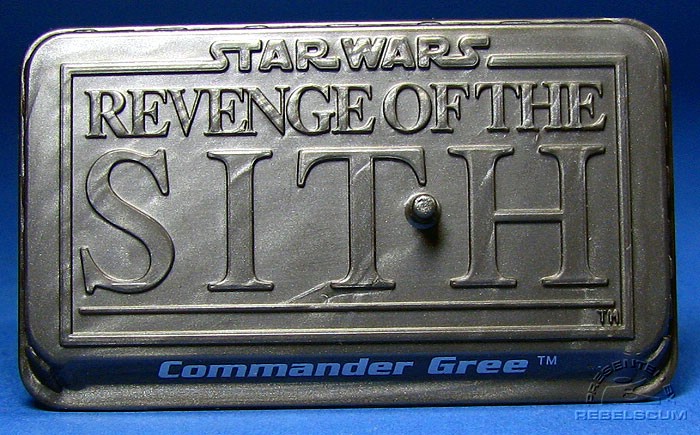 STAR WARS
REVENGE OF THE
SITH
TM
Commander Gree ™
PRESENTED BY
REBELSCUM